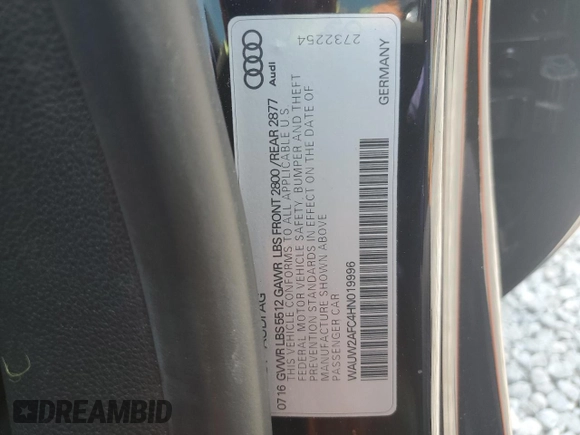 2732254
Audi
GERMANY
AUDI AG
0716 GVWR LBS 5512 GAWR LBS FRONT 2800 / REAR 2877
THIS VEHICLE CONFORMS TO ALL APPLICABLE U S
FEDERAL MOTOR VEHICLE SAFETY, BUMPER AND THEFT
PREVENTION STANDARDS IN EFFECT ON THE DATE OF
MANUFACTURE SHOWN ABOVE
PASSENGER CAR
WAUW2AFC4HN019996
DREAMBID